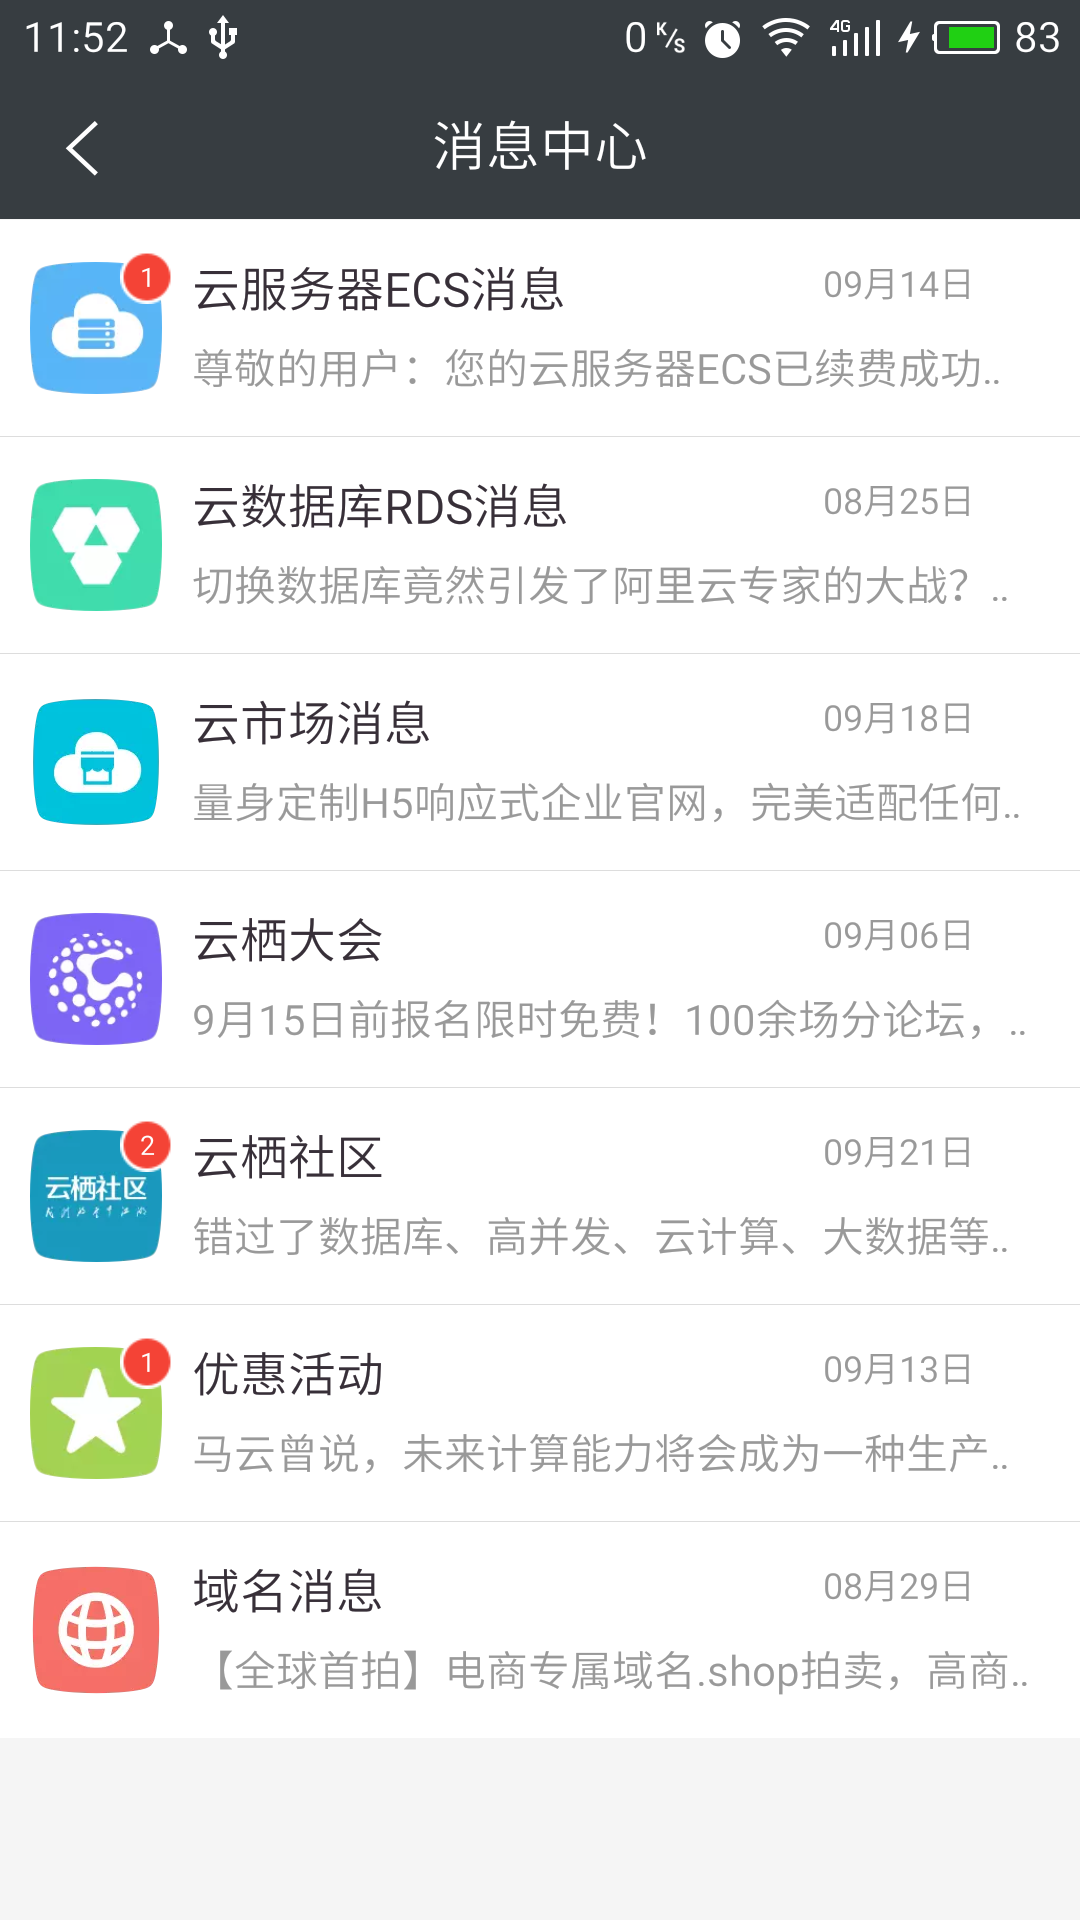 11:52 0 K/s 4G 83
消息中心
1
云服务器ECS消息 09月14日
尊敬的用户：您的云服务器ECS已续费成功..
云数据库RDS消息 08月25日
切换数据库竟然引发了阿里云专家的大战？..
云市场消息 09月18日
量身定制H5响应式企业官网，完美适配任何..
云栖大会 09月06日
9月15日前报名限时免费！100余场分论坛，..
2
云栖社区 09月21日
云栖社区
错过了数据库、高并发、云计算、大数据等..
1
优惠活动 09月13日
马云曾说，未来计算能力将会成为一种生产..
域名消息 08月29日
【全球首拍】电商专属域名.shop拍卖，高商..